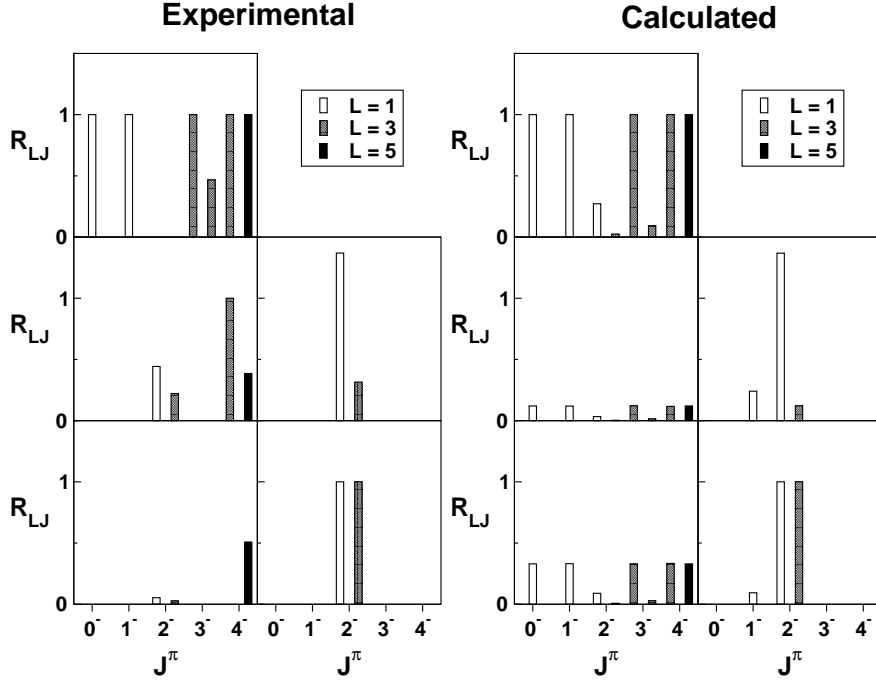 Experimental
Calculated
L = 1
L = 3
L = 5
L = 1
L = 3
L = 5
1
R_LJ
0
1
R_LJ
0
1
R_LJ
0
1
R_LJ
0
1
R_LJ
0
1
R_LJ
0
0⁻ 1⁻ 2⁻ 3⁻ 4⁻
0⁻ 1⁻ 2⁻ 3⁻ 4⁻
0⁻ 1⁻ 2⁻ 3⁻ 4⁻
0⁻ 1⁻ 2⁻ 3⁻ 4⁻
J^π
J^π
J^π
J^π